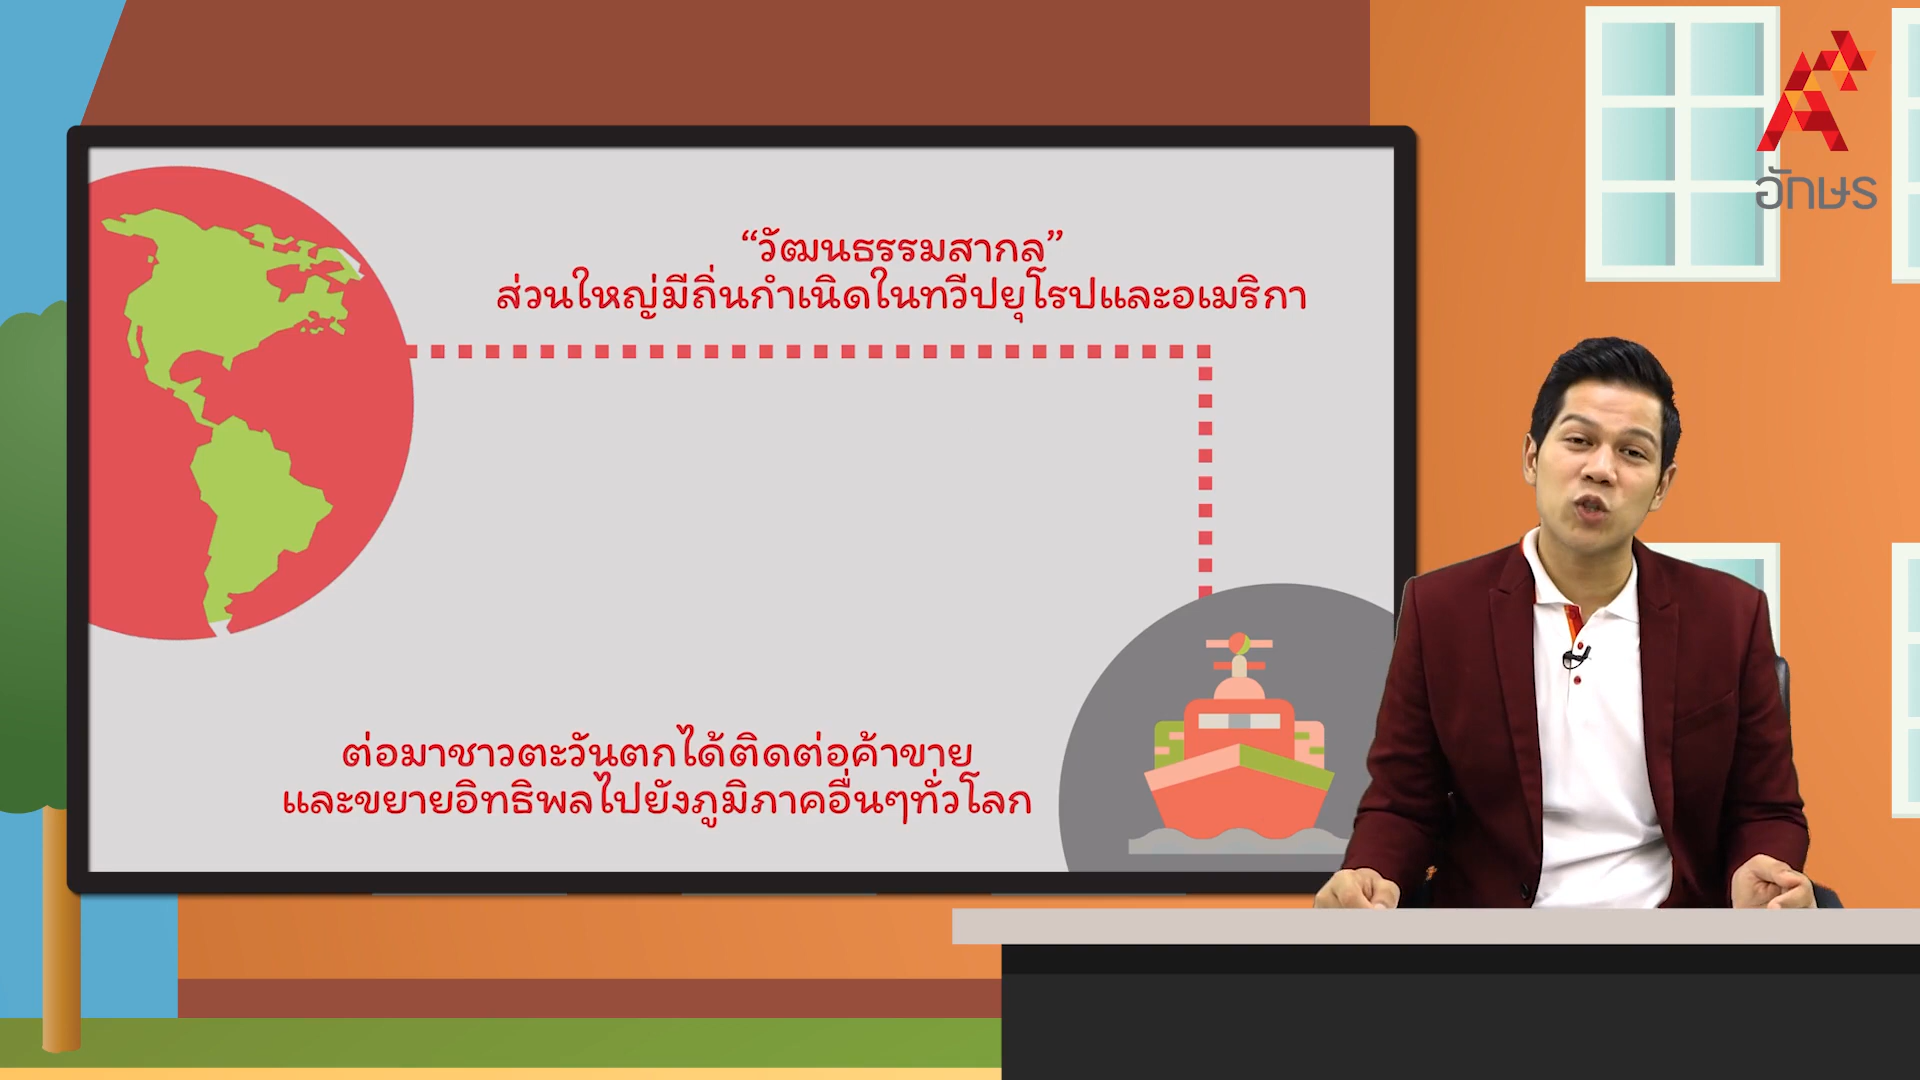 “วัฒนธรรมสากล”
ส่วนใหญ่มีถิ่นกำเนิดในทวีปยุโรปและอเมริกา
ต่อมาชาวตะวันตกได้ติดต่อค้าขาย
และขยายอิทธิพลไปยังภูมิภาคอื่นๆทั่วโลก
อักษร